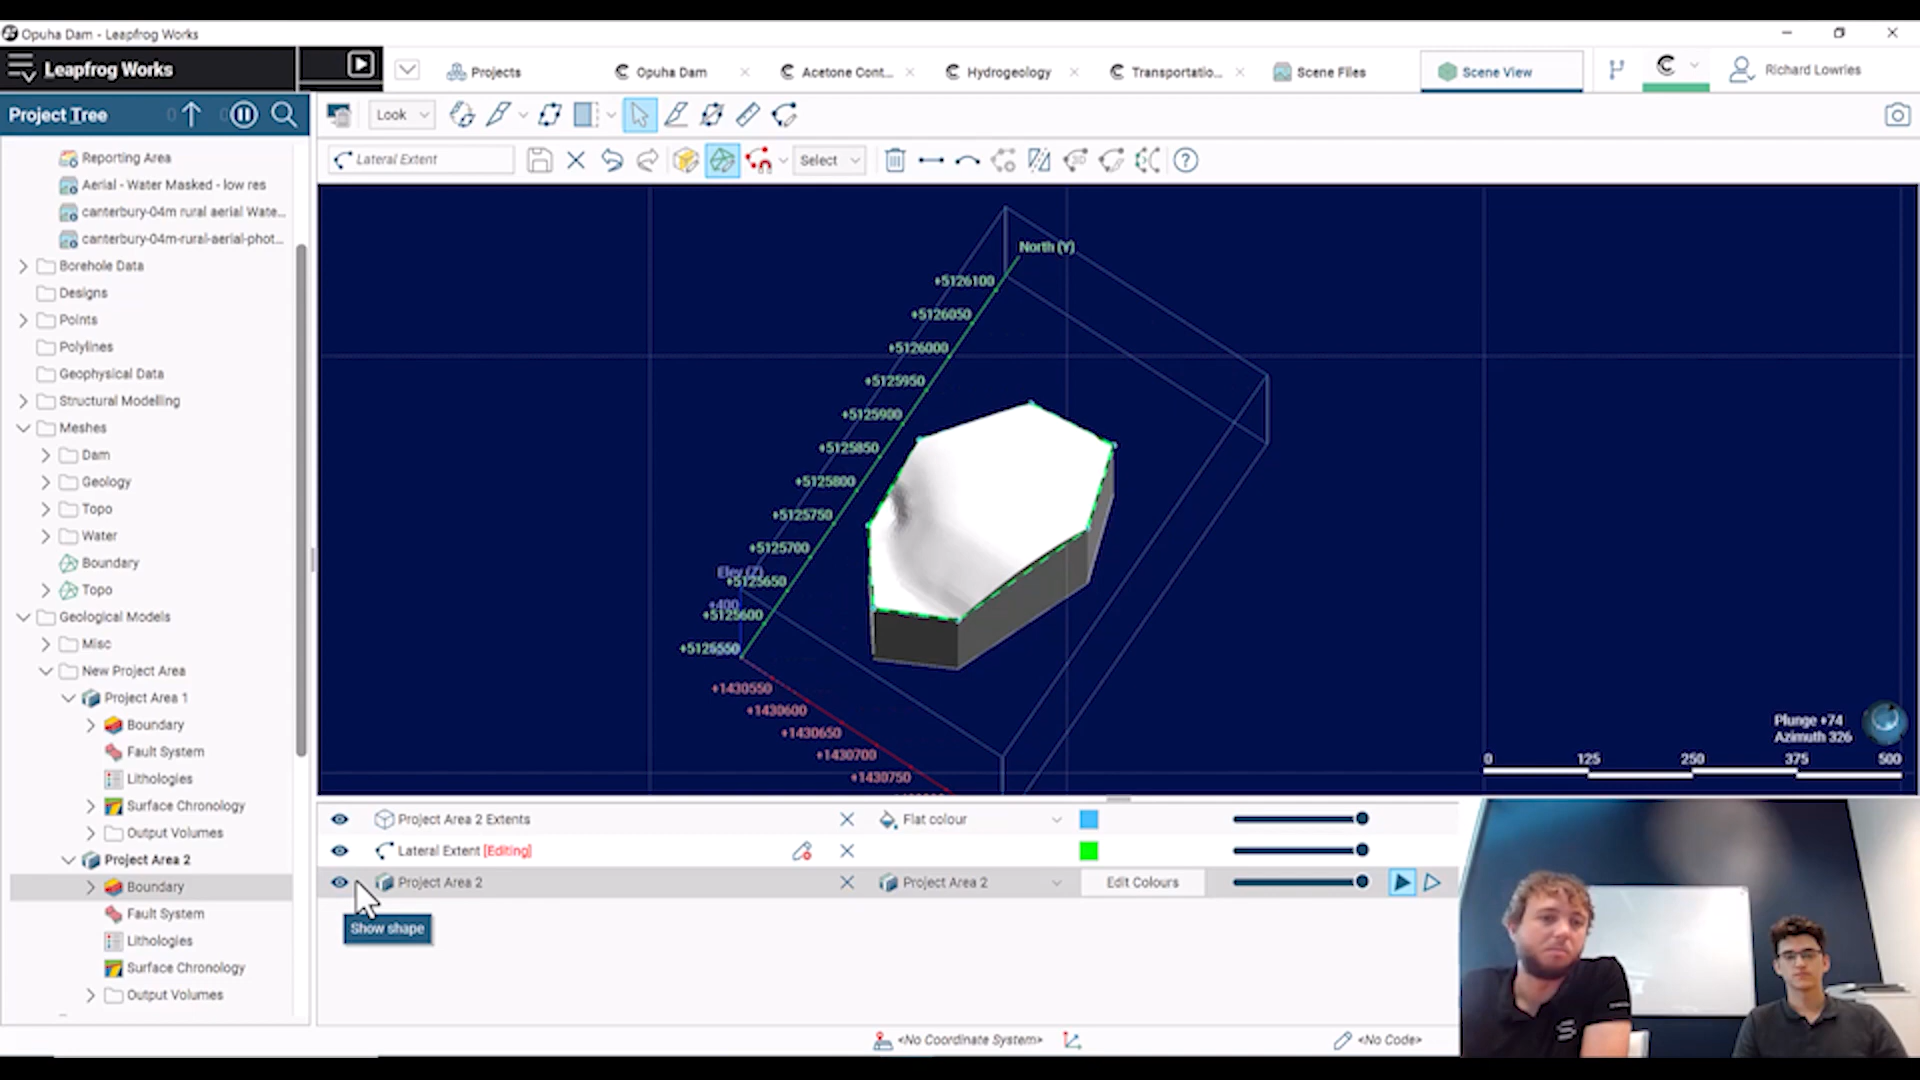 Opuha Dam - Leapfrog Works
Leapfrog Works
Projects
Opuha Dam
Acetone Cont...
Hydrogeology
Transportatio...
Scene Files
Scene View
Richard Lowries
Project Tree
0
0
Look
Lateral Extent
Select
Reporting Area
Aerial - Water Masked - low res
canterbury-04m rural aerial Wate...
canterbury-04m-rural-aerial-phot...
Borehole Data
Designs
Points
Polylines
Geophysical Data
Structural Modelling
Meshes
Dam
Geology
Topo
Water
Boundary
Topo
Geological Models
Misc
New Project Area
Project Area 1
Boundary
Fault System
Lithologies
Surface Chronology
Output Volumes
Project Area 2
Boundary
Fault System
Lithologies
Surface Chronology
Output Volumes
North (Y)
+5126100
+5126050
+5126000
+5125950
+5125900
+5125850
+5125800
+5125750
+5125700
Elev (Z)
+5125650
+400
+5125600
+5125550
+1430550
+1430600
+1430650
+1430700
+1430750
Plunge +74
Azimuth 326
0 125 250 375 500
Project Area 2 Extents
Flat colour
Lateral Extent [Editing]
Project Area 2
Project Area 2
Edit Colours
Show shape
<No Coordinate System>
<No Code>